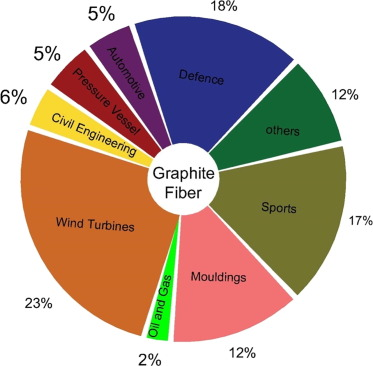 18%
Defence
12%
others
17%
Sports
12%
Mouldings
2%
Oil and Gas
23%
Wind Turbines
6%
Civil Engineering
5%
Pressure Vessel
5%
Automotive
Graphite
Fiber